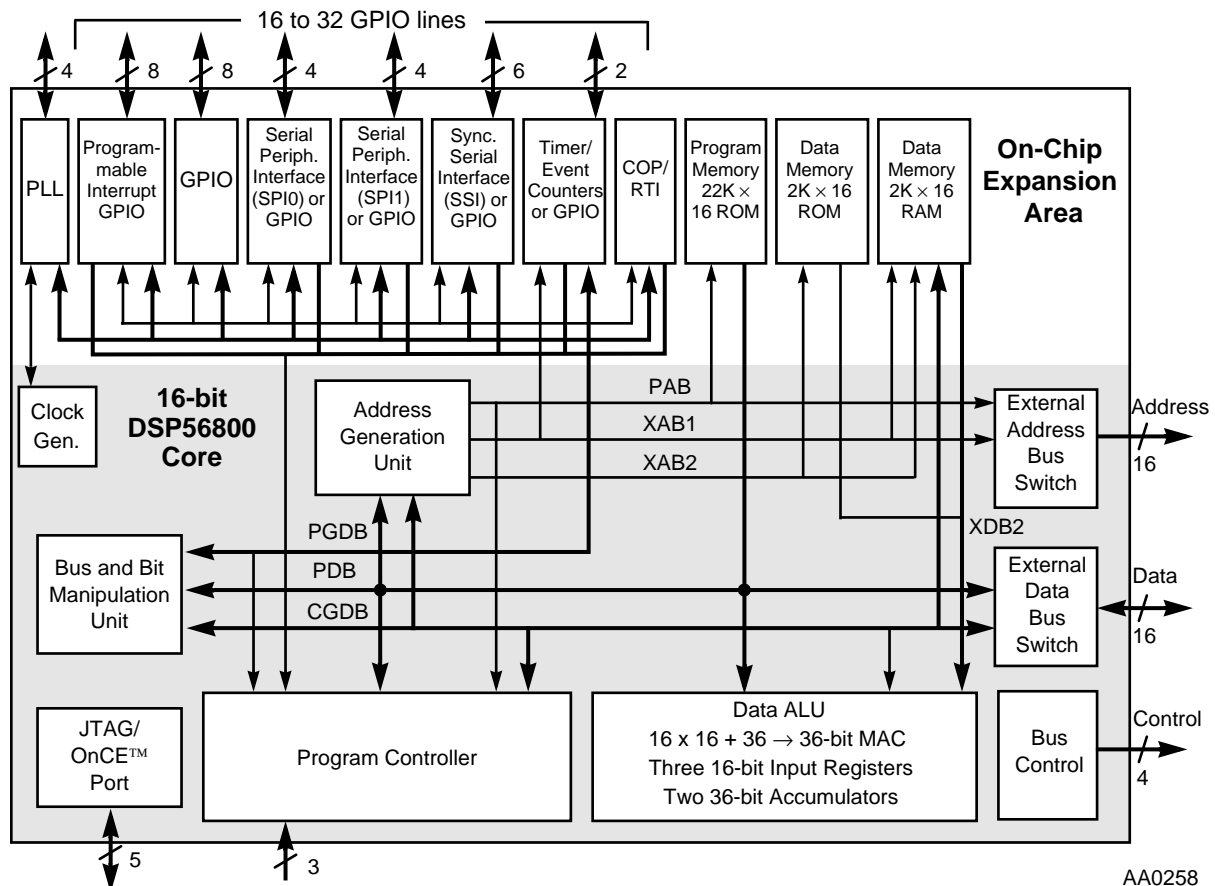 16 to 32 GPIO lines
4
8
8
4
4
6
2
PLL
Program-
mable
Interrupt
GPIO
GPIO
Serial
Periph.
Interface
(SPI0) or
GPIO
Serial
Periph.
Interface
(SPI1)
or GPIO
Sync.
Serial
Interface
(SSI) or
GPIO
Timer/
Event
Counters
or GPIO
COP/
RTI
Program
Memory
22K ×
16 ROM
Data
Memory
2K × 16
ROM
Data
Memory
2K × 16
RAM
On-Chip
Expansion
Area
Clock
Gen.
16-bit
DSP56800
Core
Address
Generation
Unit
PAB
XAB1
XAB2
External
Address
Bus
Switch
Address
16
PGDB
PDB
CGDB
XDB2
Bus and Bit
Manipulation
Unit
External
Data
Bus
Switch
Data
16
JTAG/
OnCE™
Port
Program Controller
Data ALU
16 x 16 + 36 → 36-bit MAC
Three 16-bit Input Registers
Two 36-bit Accumulators
Bus
Control
Control
4
5
3
AA0258